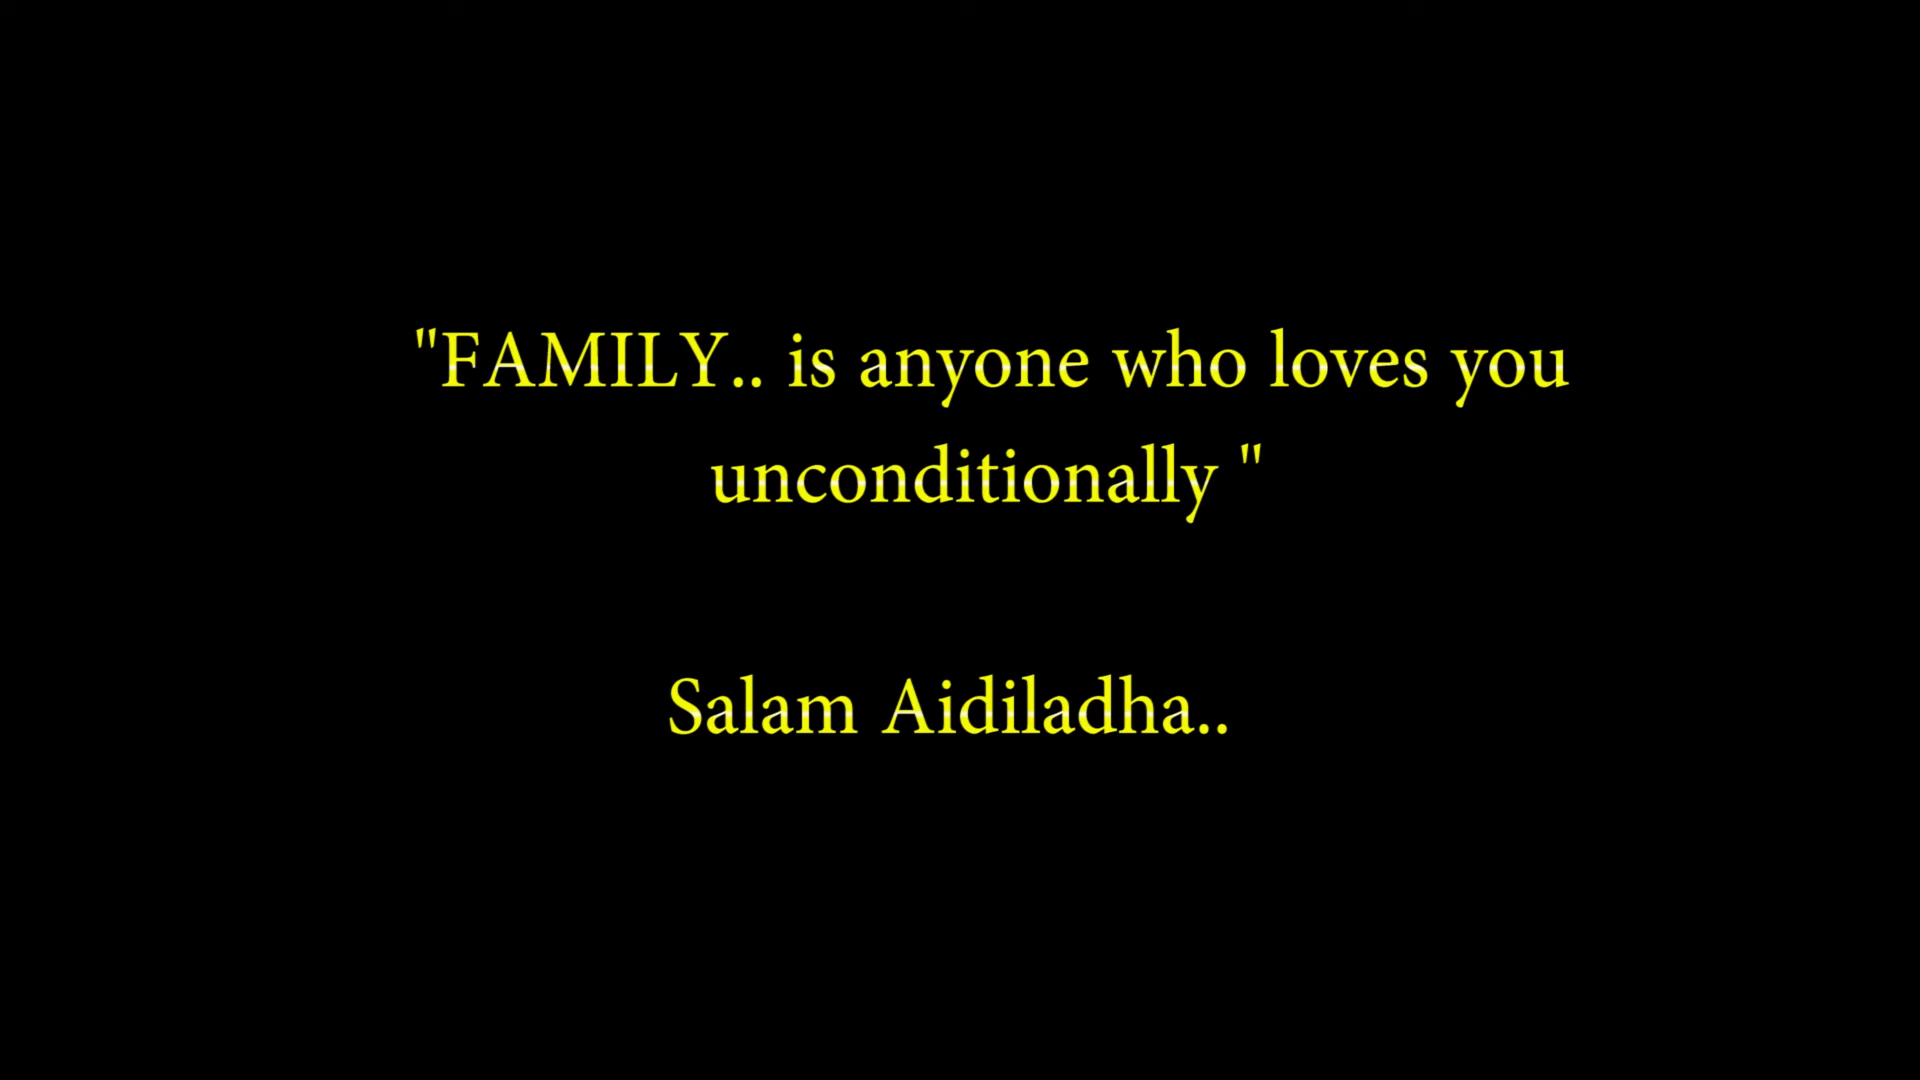 "FAMILY.. is anyone who loves you
unconditionally "
Salam Aidiladha..